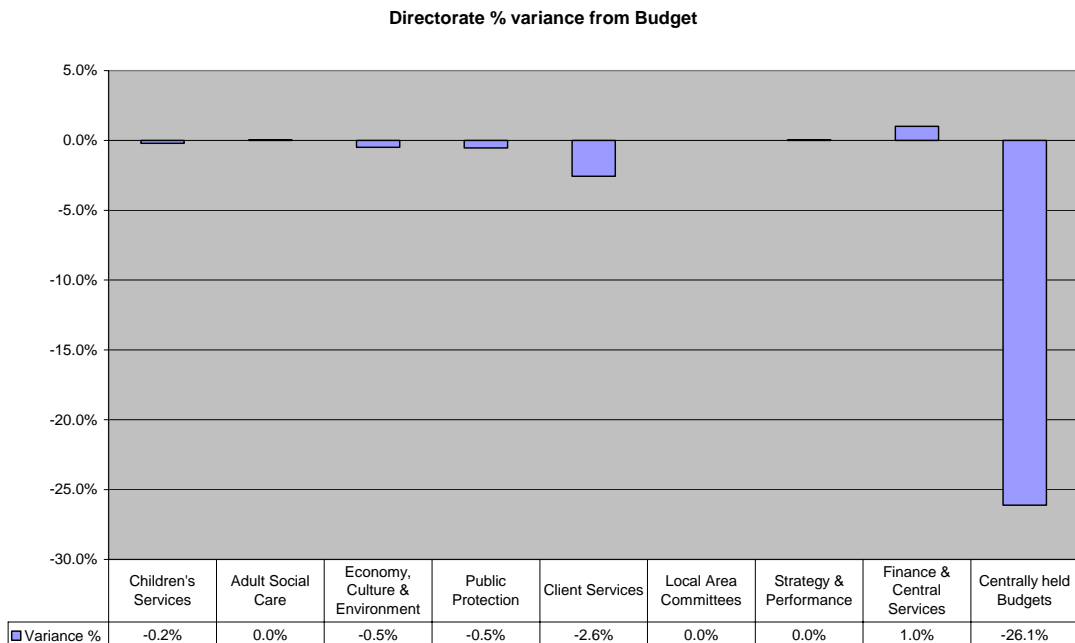 Directorate % variance from Budget
5.0%
0.0%
-5.0%
-10.0%
-15.0%
-20.0%
-25.0%
-30.0%
Children's
Services
Adult Social
Care
Economy,
Culture &
Environment
Public
Protection
Client Services
Local Area
Committees
Strategy &
Performance
Finance &
Central
Services
Centrally held
Budgets
Variance % -0.2% 0.0% -0.5% -0.5% -2.6% 0.0% 0.0% 1.0% -26.1%